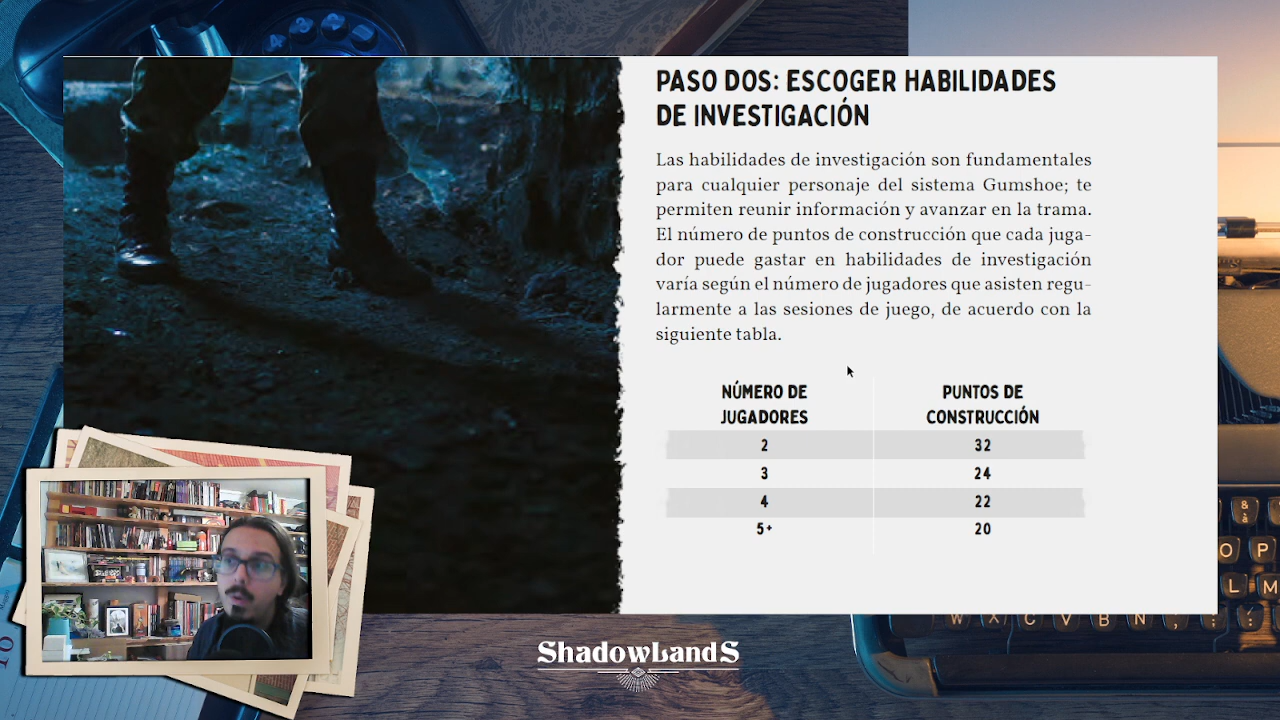 PASO DOS: ESCOGER HABILIDADES
DE INVESTIGACIÓN
Las habilidades de investigación son fundamentales
para cualquier personaje del sistema Gumshoe; te
permiten reunir información y avanzar en la trama.
El número de puntos de construcción que cada juga-
dor puede gastar en habilidades de investigación
varía según el número de jugadores que asisten regu-
larmente a las sesiones de juego, de acuerdo con la
siguiente tabla.
NÚMERO DE JUGADORES
PUNTOS DE CONSTRUCCIÓN
2 32
3 24
4 22
5+ 20
O P
L M
W X C V B N
10
ShadowLandS